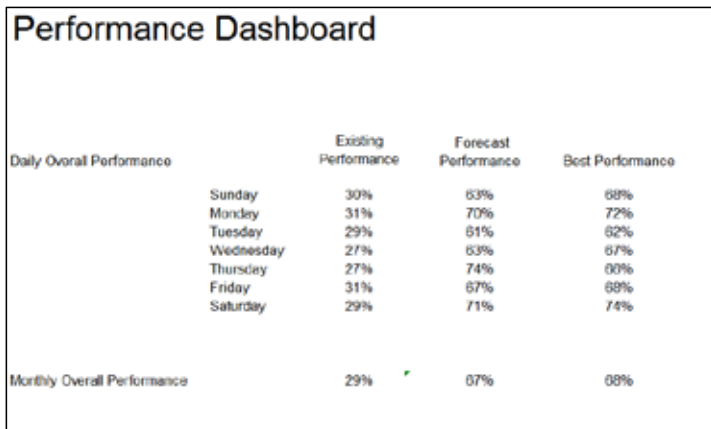 Performance Dashboard
Existing Forecast
Daily Overall Performance Performance Performance Best Performance
Sunday 30% 63% 68%
Monday 31% 70% 72%
Tuesday 29% 61% 62%
Wednesday 27% 63% 67%
Thursday 27% 74%
Friday 31% 67% 68%
Saturday 29% 71% 74%
Monthly Overall Performance 29% 67% 68%